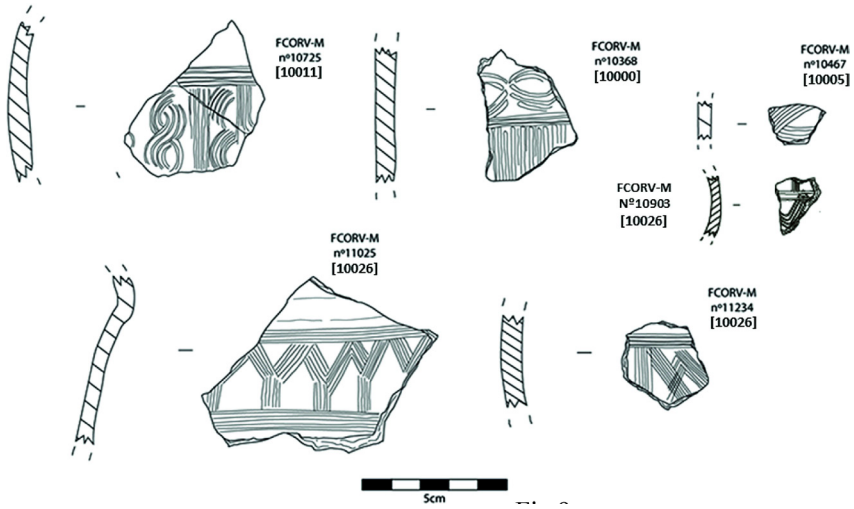 FCORV-M
nº10725
[10011]
FCORV-M
nº10368
[10000]
FCORV-M
nº10467
[10005]
FCORV-M
Nº10903
[10026]
FCORV-M
nº11025
[10026]
FCORV-M
nº11234
[10026]
5cm